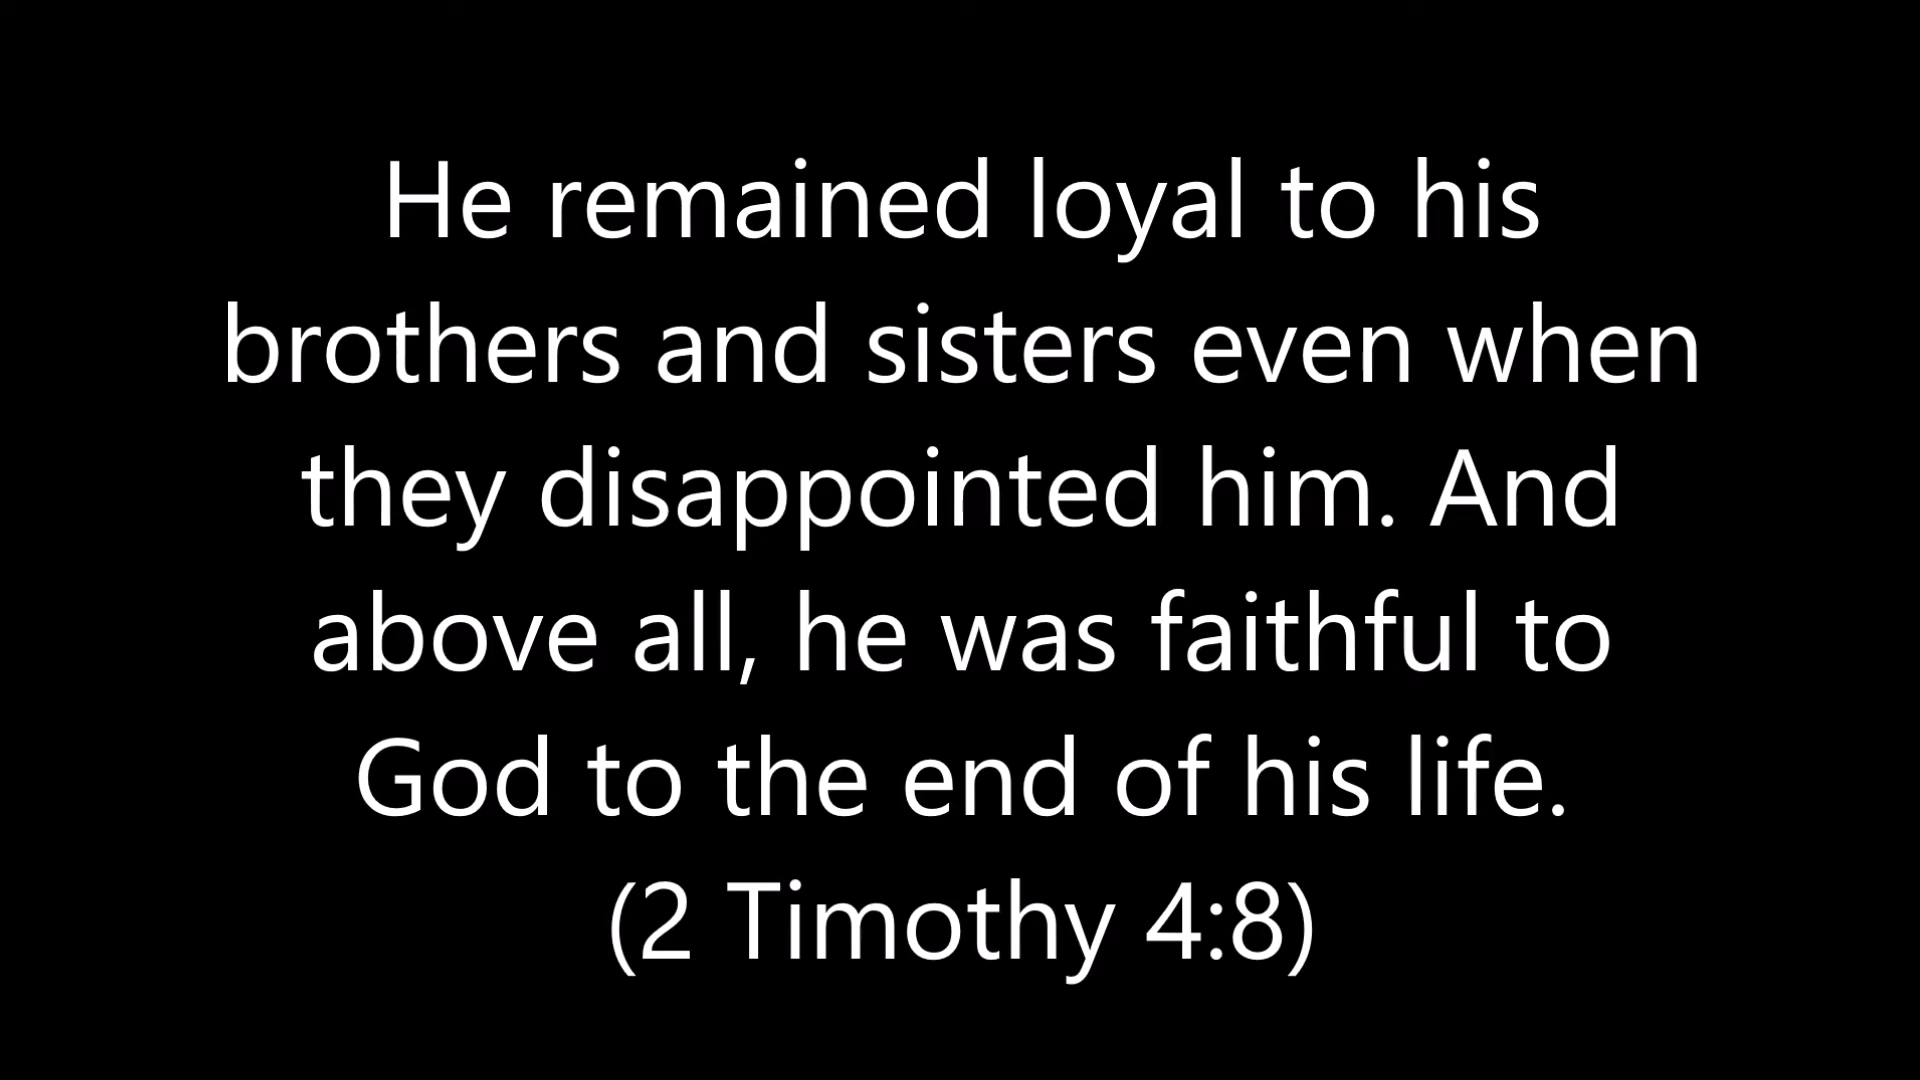 He remained loyal to his
brothers and sisters even when
they disappointed him. And
above all, he was faithful to
God to the end of his life.
(2 Timothy 4:8)